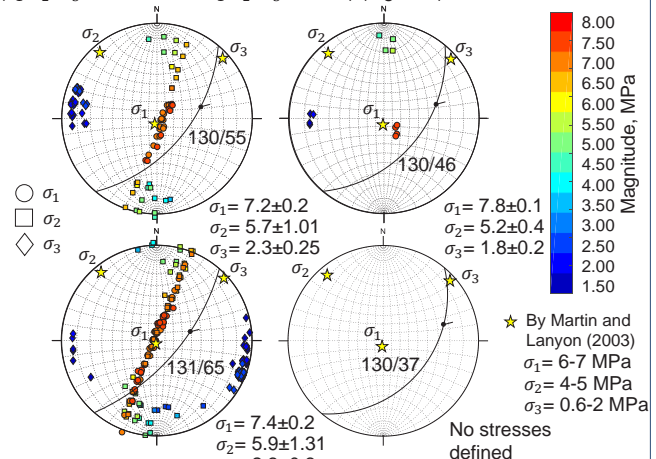 N
σ2
σ3
σ1
130/55
N
σ2
σ3
σ1
130/46
σ1
σ2
σ3
σ1= 7.2±0.2
σ2= 5.7±1.01
σ3= 2.3±0.25
σ1= 7.8±0.1
σ2= 5.2±0.4
σ3= 1.8±0.2
8.00
7.50
7.00
6.50
6.00
5.50
5.00
4.50
4.00
3.50
3.00
2.50
2.00
1.50
Magnitude, MPa
N
σ2
σ3
σ1
131/65
N
σ2
σ3
σ1
130/37
By Martin and
Lanyon (2003)
σ1= 6-7 MPa
σ2= 4-5 MPa
σ3= 0.6-2 MPa
σ1= 7.4±0.2
σ2= 5.9±1.31
No stresses
defined